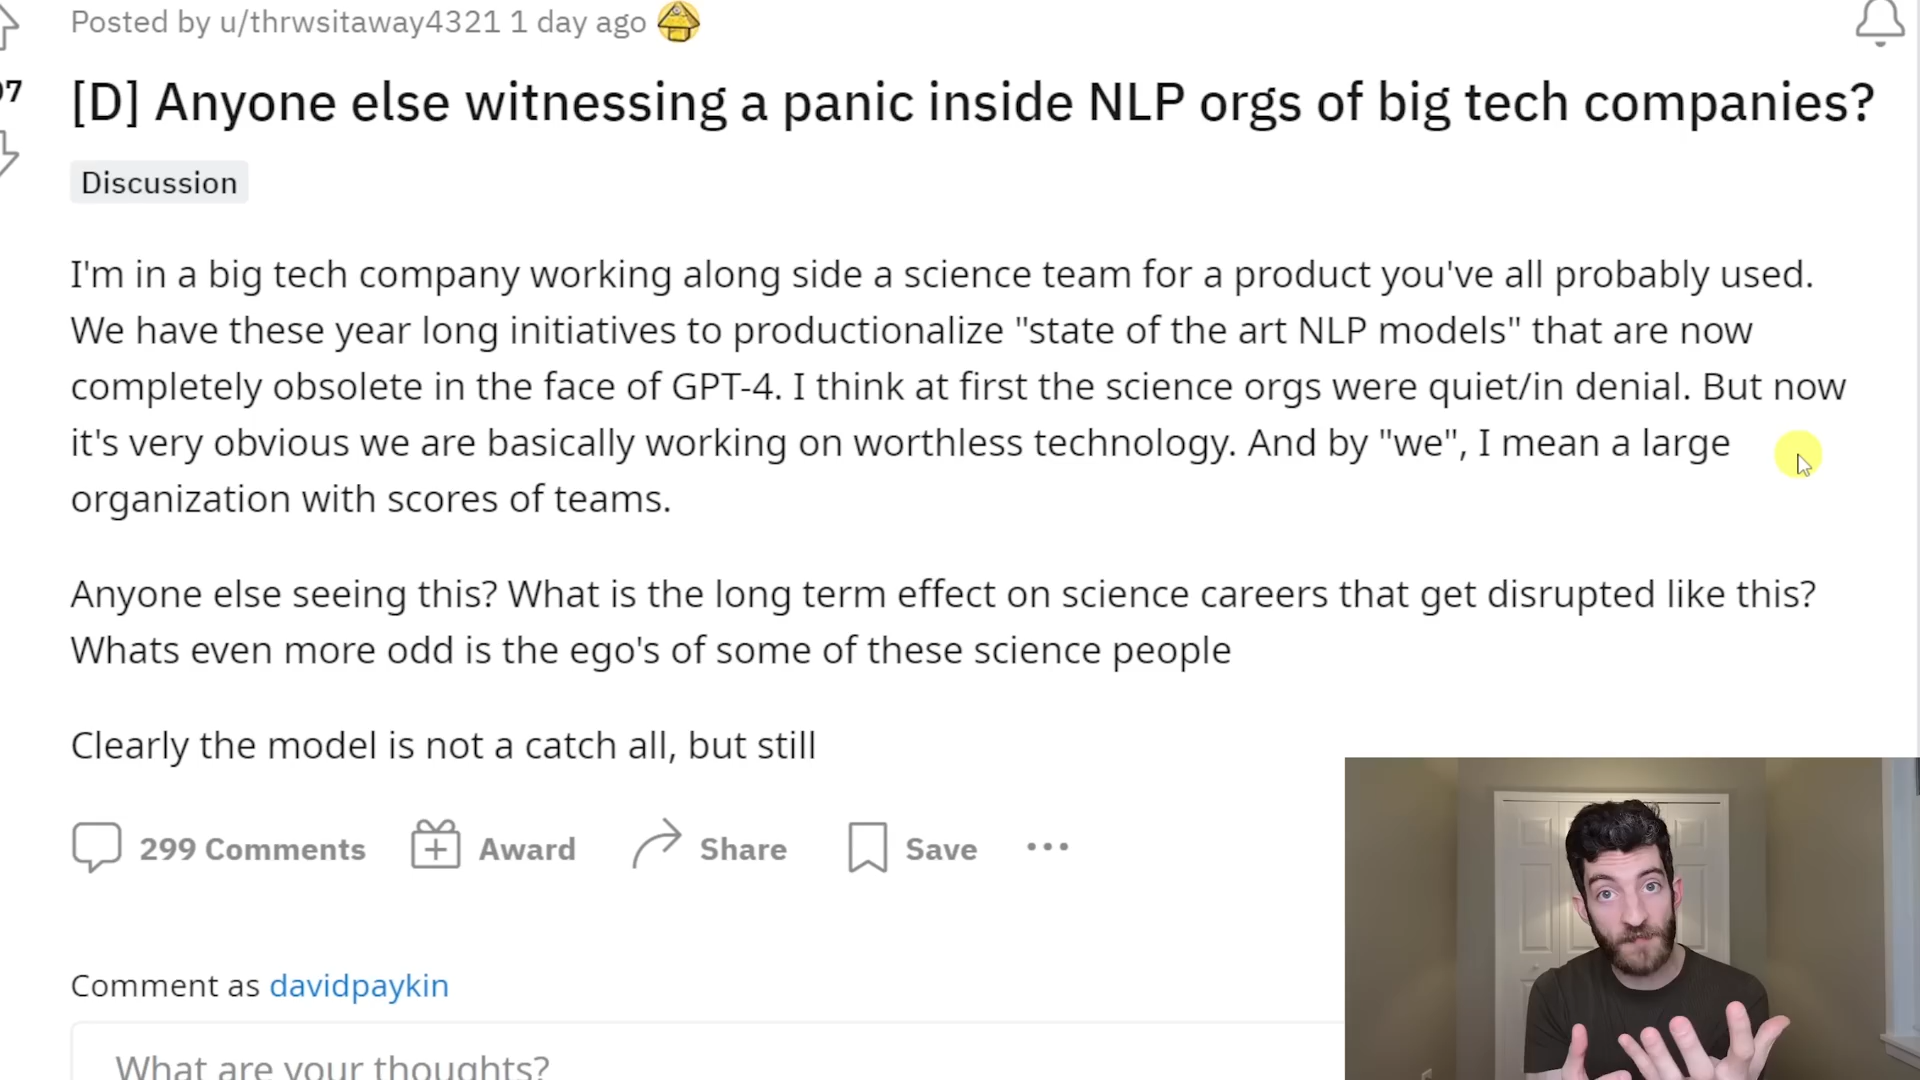 Posted by u/thrwsitaway4321 1 day ago
[D] Anyone else witnessing a panic inside NLP orgs of big tech companies?
Discussion
I'm in a big tech company working along side a science team for a product you've all probably used.
We have these year long initiatives to productionalize "state of the art NLP models" that are now
completely obsolete in the face of GPT-4. I think at first the science orgs were quiet/in denial. But now
it's very obvious we are basically working on worthless technology. And by "we", I mean a large
organization with scores of teams.
Anyone else seeing this? What is the long term effect on science careers that get disrupted like this?
Whats even more odd is the ego's of some of these science people
Clearly the model is not a catch all, but still
299 Comments Award Share Save
Comment as davidpaykin
What are your thoughts?